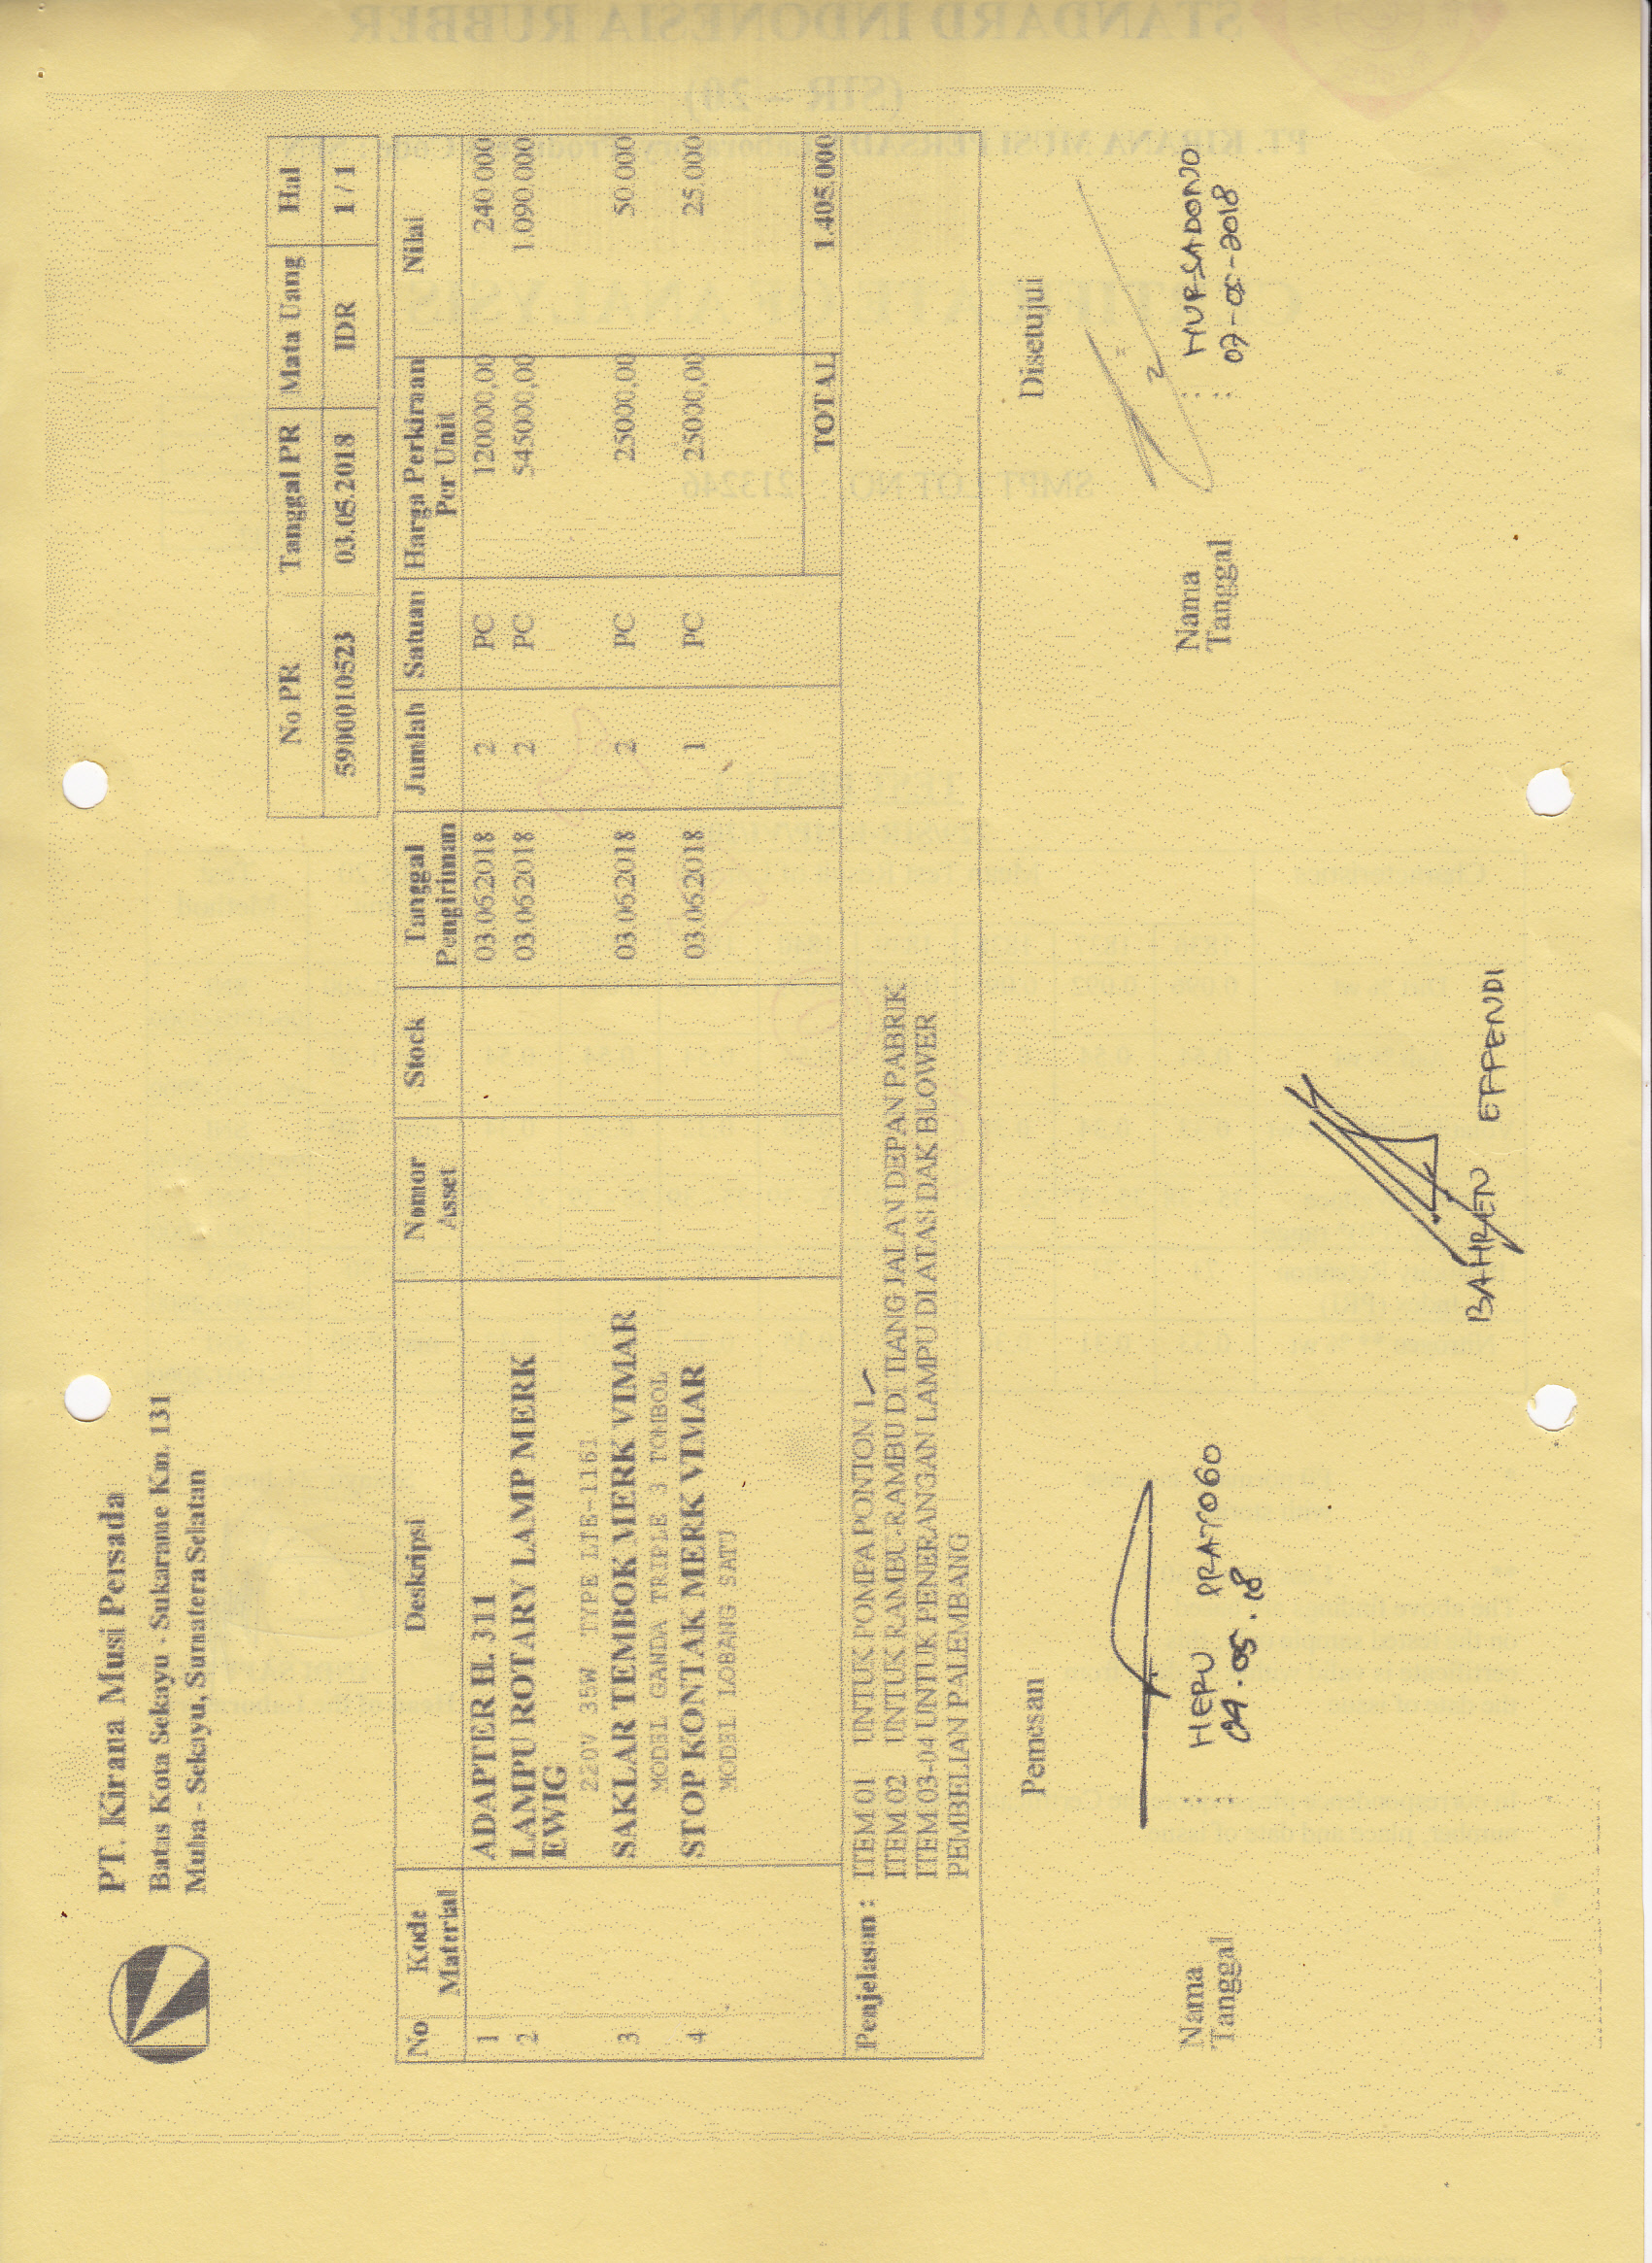 PT. Kirana Musi Persada
Batas Kota Sekayu - Sukarame Km. 131
Muba - Sekayu, Sumatera Selatan
No PR Tanggal PR Mata Uang Hal
5900010523 03.05.2018 IDR 1 / 1
No Kode Material Deskripsi Nomor Asset Stock Tanggal Pengiriman Jumlah Satuan Harga Perkiraan Per Unit Nilai
1 ADAPTER H. 311 03.06.2018 2 PC 120000,00 240.000
2 LAMPU ROTARY LAMP MERK 03.06.2018 2 PC 545000,00 1.090.000
EWIG
220V 35W TYPE LTE-1161
3 SAKLAR TEMBOK MERK VIMAR 03.06.2018 2 PC 25000,00 50.000
MODEL GANDA TRIPLE 3 TOMBOL
4 STOP KONTAK MERK VIMAR 03.06.2018 1 PC 25000,00 25.000
MODEL LOBANG SATU
TOTAL 1.405.000
Penjelasan : ITEM 01 UNTUK POMPA PONTON 1
ITEM 02 UNTUK RAMBU-RAMBU DI TIANG JALAN DEPAN PABRIK
ITEM 03-04 UNTUK PENERANGAN LAMPU DI ATAS DAK BLOWER
PEMBELIAN PALEMBANG
Pemesan Disetujui
Nama : HERU PRAYOGO
Tanggal : 04.05.18
Nama : NURSADONO
Tanggal : 07-05-2018
BAHREN EFFENDI